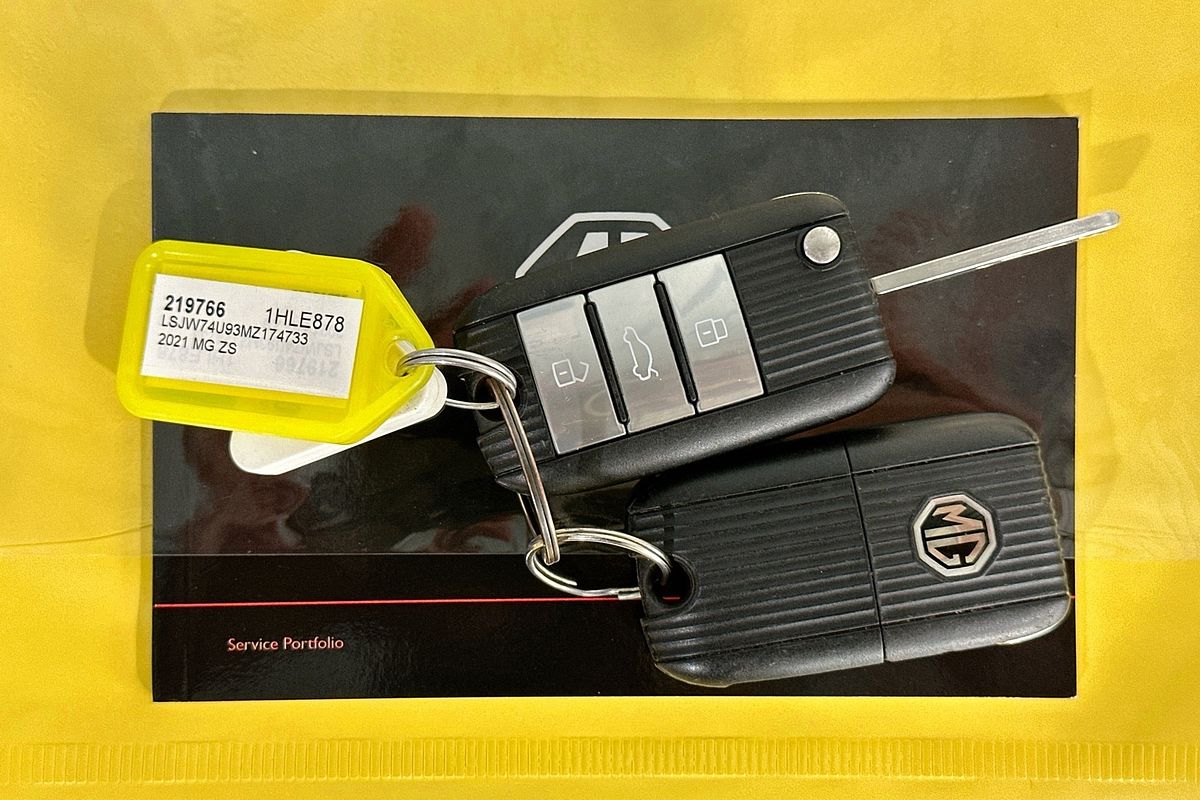 219766 1HLE878
LSJW74U93MZ174733
2021 MG ZS
MG
Service Portfolio